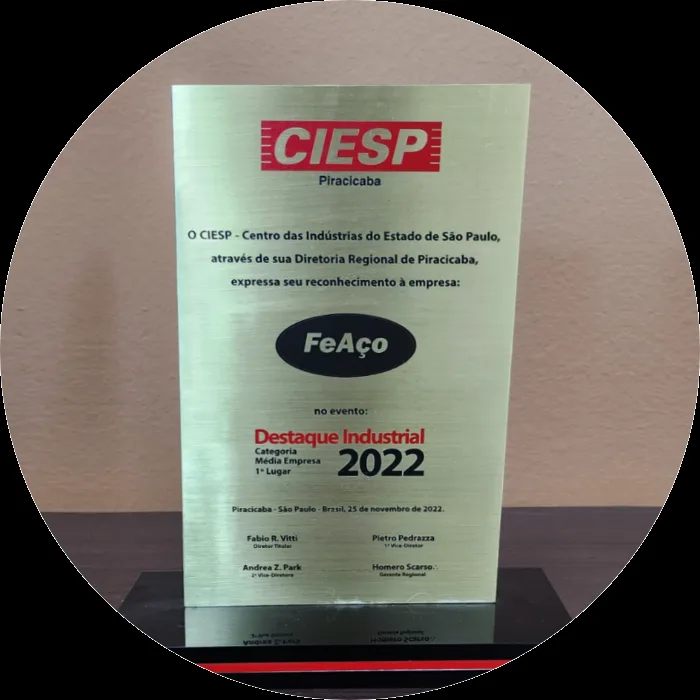 CIESP
Piracicaba
O CIESP - Centro das Indústrias do Estado de São Paulo,
através de sua Diretoria Regional de Piracicaba,
expressa seu reconhecimento à empresa:
FeAço
no evento:
Destaque Industrial
Categoria
Média Empresa
1º Lugar
2022
Piracicaba - São Paulo - Brasil, 25 de novembro de 2022.
Fabio R. Vitti
Diretor Titular
Pietro Pedrazza
1º Vice-Diretor
Andrea Z. Park
2ª Vice-Diretora
Homero Scarso∴
Gerente Regional